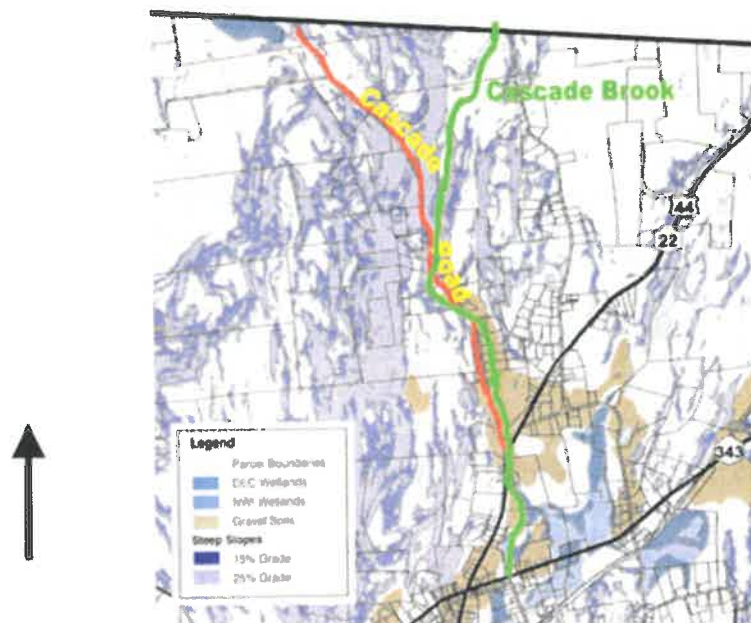 Cascade Road
Cascade Brook
44
22
343
Legend
Parcel Boundaries
DEC Wetlands
NWI Wetlands
Gravel Soils
Steep Slopes
15% Grade
25% Grade